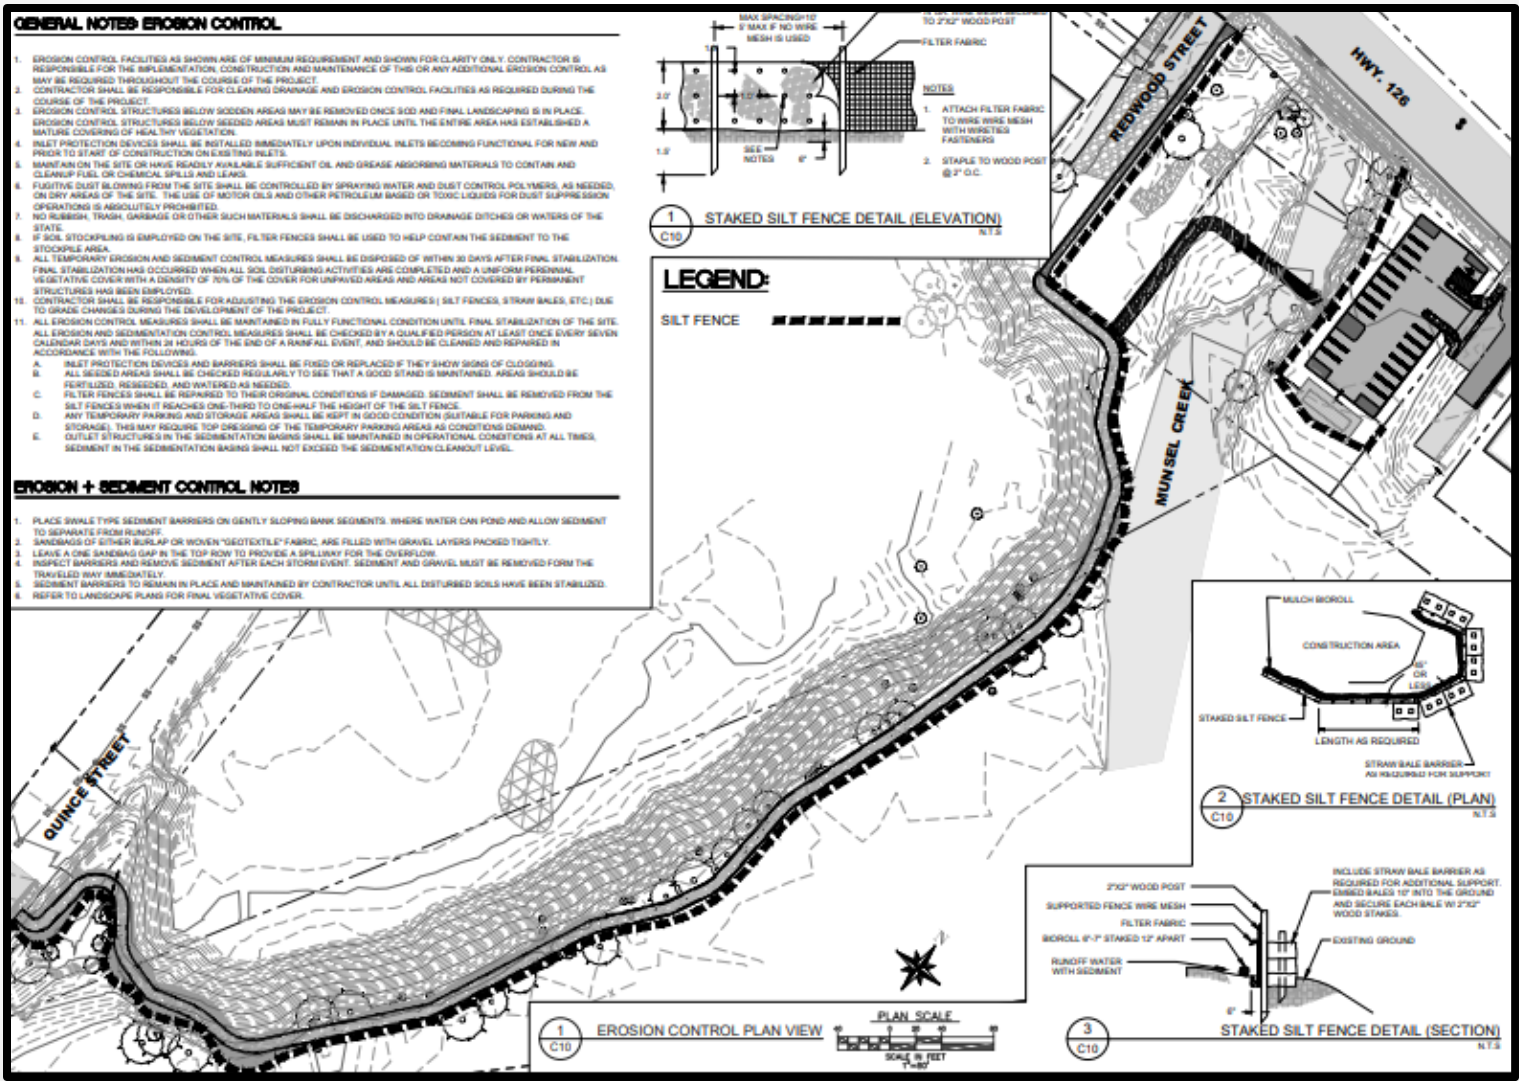 GENERAL NOTES: EROSION CONTROL
1. EROSION CONTROL FACILITIES AS SHOWN ARE OF MINIMUM REQUIREMENT AND SHOWN FOR CLARITY ONLY. CONTRACTOR IS
RESPONSIBLE FOR THE IMPLEMENTATION, CONSTRUCTION AND MAINTENANCE OF THIS OR ANY ADDITIONAL EROSION CONTROL AS
MAY BE REQUIRED THROUGHOUT THE COURSE OF THE PROJECT.
2. CONTRACTOR SHALL BE RESPONSIBLE FOR CLEANING DRAINAGE AND EROSION CONTROL FACILITIES AS REQUIRED DURING THE
COURSE OF THE PROJECT.
3. EROSION CONTROL STRUCTURES BELOW SODDEN AREAS MAY BE REMOVED ONCE SOD AND FINAL LANDSCAPING IS IN PLACE.
EROSION CONTROL STRUCTURES BELOW SEEDED AREAS MUST REMAIN IN PLACE UNTIL THE ENTIRE AREA HAS ESTABLISHED A
MATURE COVERING OF HEALTHY VEGETATION.
4. INLET PROTECTION DEVICES SHALL BE INSTALLED IMMEDIATELY UPON INDIVIDUAL INLETS BECOMING FUNCTIONAL FOR NEW AND
PRIOR TO START OF CONSTRUCTION ON EXISTING INLETS.
5. MAINTAIN ON THE SITE OR HAVE READILY AVAILABLE SUFFICIENT OIL AND GREASE ABSORBING MATERIALS TO CONTAIN AND
CLEANUP FUEL OR CHEMICAL SPILLS AND LEAKS.
6. FUGITIVE DUST BLOWING FROM THE SITE SHALL BE CONTROLLED BY SPRAYING WATER AND DUST CONTROL POLYMERS, AS NEEDED,
ON DRY AREAS OF THE SITE. THE USE OF MOTOR OILS AND OTHER PETROLEUM BASED OR TOXIC LIQUIDS FOR DUST SUPPRESSION
OPERATIONS IS ABSOLUTELY PROHIBITED.
7. NO RUBBISH, TRASH, GARBAGE OR OTHER SUCH MATERIALS SHALL BE DISCHARGED INTO DRAINAGE DITCHES OR WATERS OF THE
STATE.
8. IF SOIL STOCKPILING IS EMPLOYED ON THE SITE, FILTER FENCES SHALL BE USED TO HELP CONTAIN THE SEDIMENT TO THE
STOCKPILE AREA.
9. ALL TEMPORARY EROSION AND SEDIMENT CONTROL MEASURES SHALL BE DISPOSED OF WITHIN 30 DAYS AFTER FINAL STABILIZATION.
FINAL STABILIZATION HAS OCCURRED WHEN ALL SOIL DISTURBING ACTIVITIES ARE COMPLETED AND A UNIFORM PERENNIAL
VEGETATIVE COVER WITH A DENSITY OF 70% OF THE COVER FOR UNPAVED AREAS AND AREAS NOT COVERED BY PERMANENT
STRUCTURES HAS BEEN EMPLOYED.
10. CONTRACTOR SHALL BE RESPONSIBLE FOR ADJUSTING THE EROSION CONTROL MEASURES ( SILT FENCES, STRAW BALES, ETC.) DUE
TO GRADE CHANGES DURING THE DEVELOPMENT OF THE PROJECT.
11. ALL EROSION CONTROL MEASURES SHALL BE MAINTAINED IN FULLY FUNCTIONAL CONDITION UNTIL FINAL STABILIZATION OF THE SITE.
ALL EROSION AND SEDIMENTATION CONTROL MEASURES SHALL BE CHECKED BY A QUALIFIED PERSON AT LEAST ONCE EVERY SEVEN
CALENDAR DAYS AND WITHIN 24 HOURS OF THE END OF A RAINFALL EVENT, AND SHOULD BE CLEANED AND REPAIRED IN
ACCORDANCE WITH THE FOLLOWING.
A. INLET PROTECTION DEVICES AND BARRIERS SHALL BE FIXED OR REPLACED IF THEY SHOW SIGNS OF CLOGGING.
B. ALL SEEDED AREAS SHALL BE CHECKED REGULARLY TO SEE THAT A GOOD STAND IS MAINTAINED. AREAS SHOULD BE
FERTILIZED, RESEEDED, AND WATERED AS NEEDED.
C. FILTER FENCES SHALL BE REPAIRED TO THEIR ORIGINAL CONDITIONS IF DAMAGED. SEDIMENT SHALL BE REMOVED FROM THE
SILT FENCES WHEN IT REACHES ONE-THIRD TO ONE-HALF THE HEIGHT OF THE SILT FENCE.
D. ANY TEMPORARY PARKING AND STORAGE AREAS SHALL BE KEPT IN GOOD CONDITION (SUITABLE FOR PARKING AND
STORAGE). THIS MAY REQUIRE TOP DRESSING OF THE TEMPORARY PARKING AREAS AS CONDITIONS DEMAND.
E. OUTLET STRUCTURES IN THE SEDIMENTATION BASINS SHALL BE MAINTAINED IN OPERATIONAL CONDITIONS AT ALL TIMES,
SEDIMENT IN THE SEDIMENTATION BASINS SHALL NOT EXCEED THE SEDIMENTATION CLEANOUT LEVEL.
EROSION + SEDIMENT CONTROL NOTES
1. PLACE SWALE TYPE SEDIMENT BARRIERS ON GENTLY SLOPING BANK SEGMENTS. WHERE WATER CAN POND AND ALLOW SEDIMENT
TO SEPARATE FROM RUNOFF.
2. SANDBAGS OF EITHER BURLAP OR WOVEN "GEOTEXTILE" FABRIC, ARE FILLED WITH GRAVEL LAYERS PACKED TIGHTLY.
3. LEAVE A ONE SANDBAG GAP IN THE TOP ROW TO PROVIDE A SPILLWAY FOR THE OVERFLOW.
4. INSPECT BARRIERS AND REMOVE SEDIMENT AFTER EACH STORM EVENT. SEDIMENT AND GRAVEL MUST BE REMOVED FORM THE
TRAVELED WAY IMMEDIATELY.
5. SEDIMENT BARRIERS TO REMAIN IN PLACE AND MAINTAINED BY CONTRACTOR UNTIL ALL DISTURBED SOILS HAVE BEEN STABILIZED.
6. REFER TO LANDSCAPE PLANS FOR FINAL VEGETATIVE COVER.
MAX SPACING=10'
5' MAX IF NO WIRE
MESH IS USED
TO 2"X2" WOOD POST
FILTER FABRIC
2.0'
1.0'
1.5'
SEE
NOTES
6"
NOTES
1. ATTACH FILTER FABRIC
TO WIRE WIRE MESH
WITH WIRETIES
FASTENERS
2. STAPLE TO WOOD POST
@ 2" O.C.
1
C10
STAKED SILT FENCE DETAIL (ELEVATION)
N.T.S
LEGEND:
SILT FENCE
REDWOOD STREET
HWY. 126
MUNSEL CREEK
QUINCE STREET
MULCH BIOROLL
CONSTRUCTION AREA
45°
OR
LESS
STAKED SILT FENCE
LENGTH AS REQUIRED
STRAW BALE BARRIER
AS REQUIRED FOR SUPPORT
2
C10
STAKED SILT FENCE DETAIL (PLAN)
N.T.S
2"X2" WOOD POST
SUPPORTED FENCE WIRE MESH
FILTER FABRIC
BIOROLL 6"-7" STAKED 12" APART
RUNOFF WATER
WITH SEDIMENT
6"
INCLUDE STRAW BALE BARRIER AS
REQUIRED FOR ADDITIONAL SUPPORT.
EMBED BALES 10" INTO THE GROUND
AND SECURE EACH BALE W/ 2"X2"
WOOD STAKES.
EXISTING GROUND
3
C10
STAKED SILT FENCE DETAIL (SECTION)
N.T.S
1
C10
EROSION CONTROL PLAN VIEW
PLAN SCALE
SCALE IN FEET
1"=80'